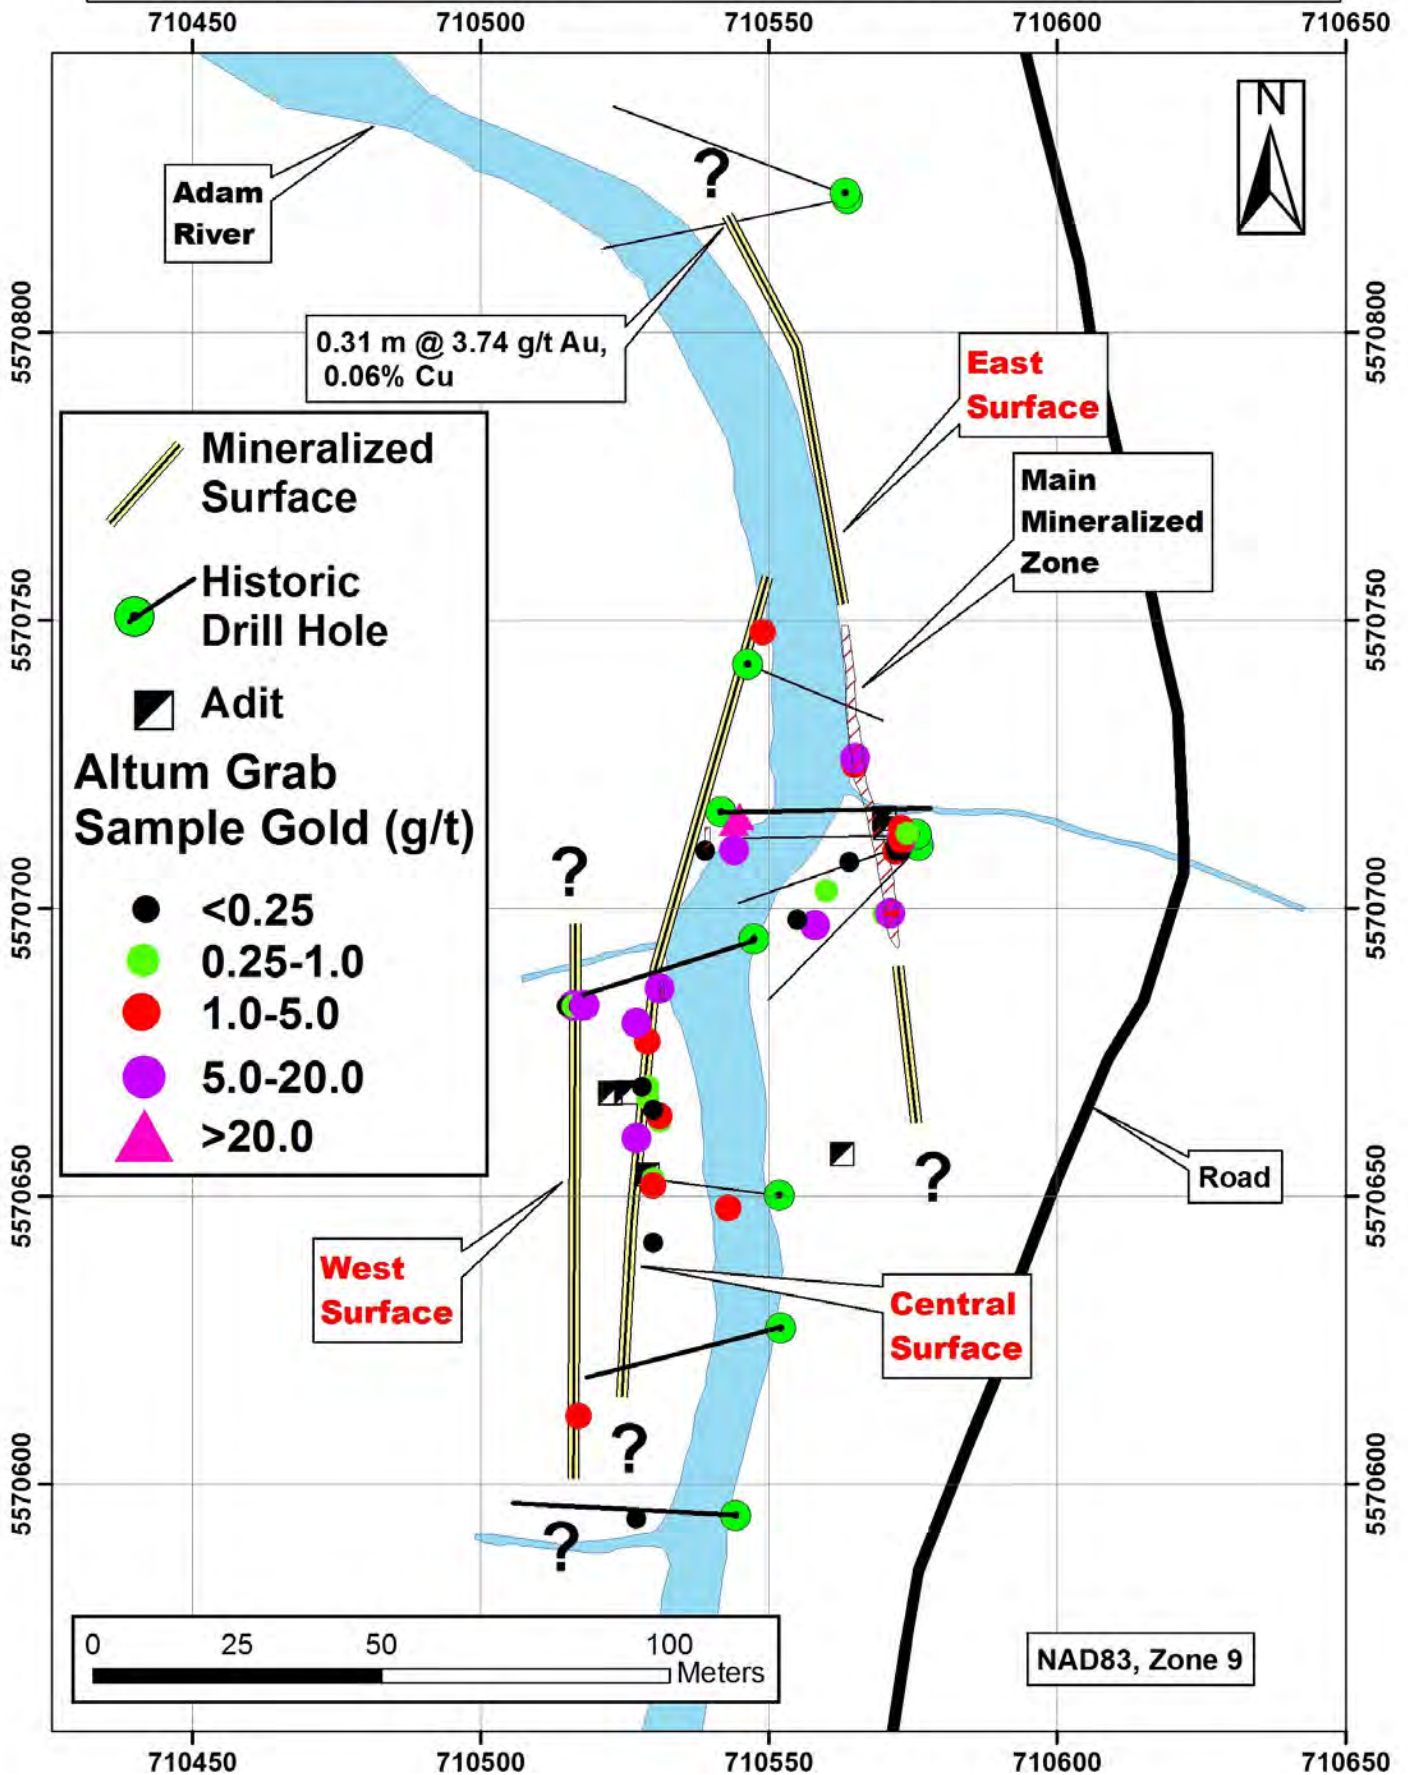 710450 710500 710550 710600 710650
N
Adam
River
?
5570800
5570800
0.31 m @ 3.74 g/t Au,
0.06% Cu
East
Surface
Main
Mineralized
Zone
Mineralized
Surface
Historic
Drill Hole
Adit
Altum Grab
Sample Gold (g/t)
<0.25
0.25-1.0
1.0-5.0
5.0-20.0
>20.0
5570750
5570750
?
5570700
5570700
?
Road
5570650
5570650
West
Surface
Central
Surface
?
5570600
5570600
?
0 25 50 100
Meters
NAD83, Zone 9
710450 710500 710550 710600 710650